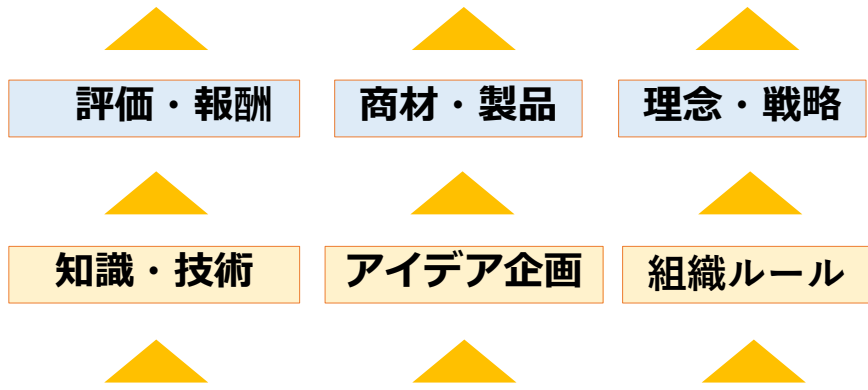 評価・報酬
商材・製品
理念・戦略
知識・技術
アイデア企画
組織ルール